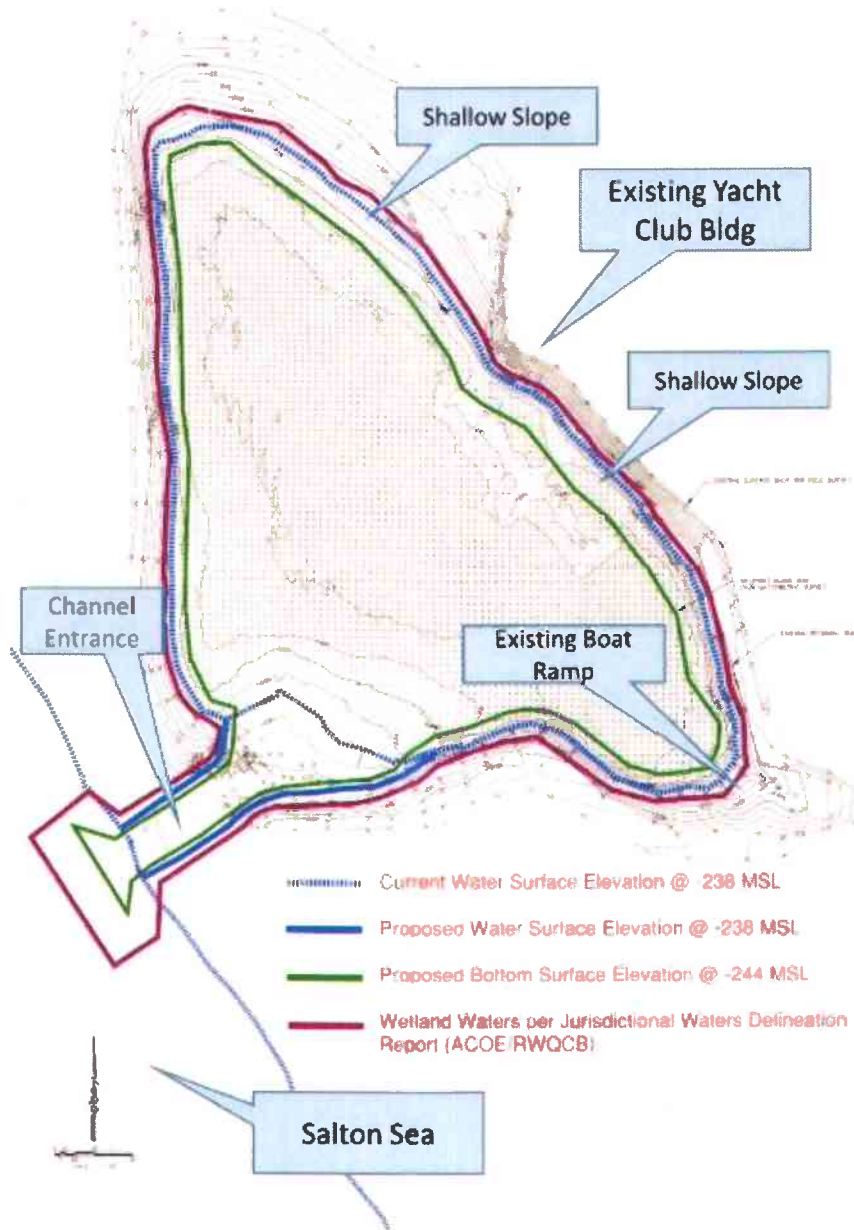 Shallow Slope
Existing Yacht
Club Bldg
Shallow Slope
Channel
Entrance
Existing Boat
Ramp
Current Water Surface Elevation @ -238 MSL
Proposed Water Surface Elevation @ -238 MSL
Proposed Bottom Surface Elevation @ -244 MSL
Wetland Waters per Jurisdictional Waters Delineation
Report (ACOE/RWQCB)
Salton Sea